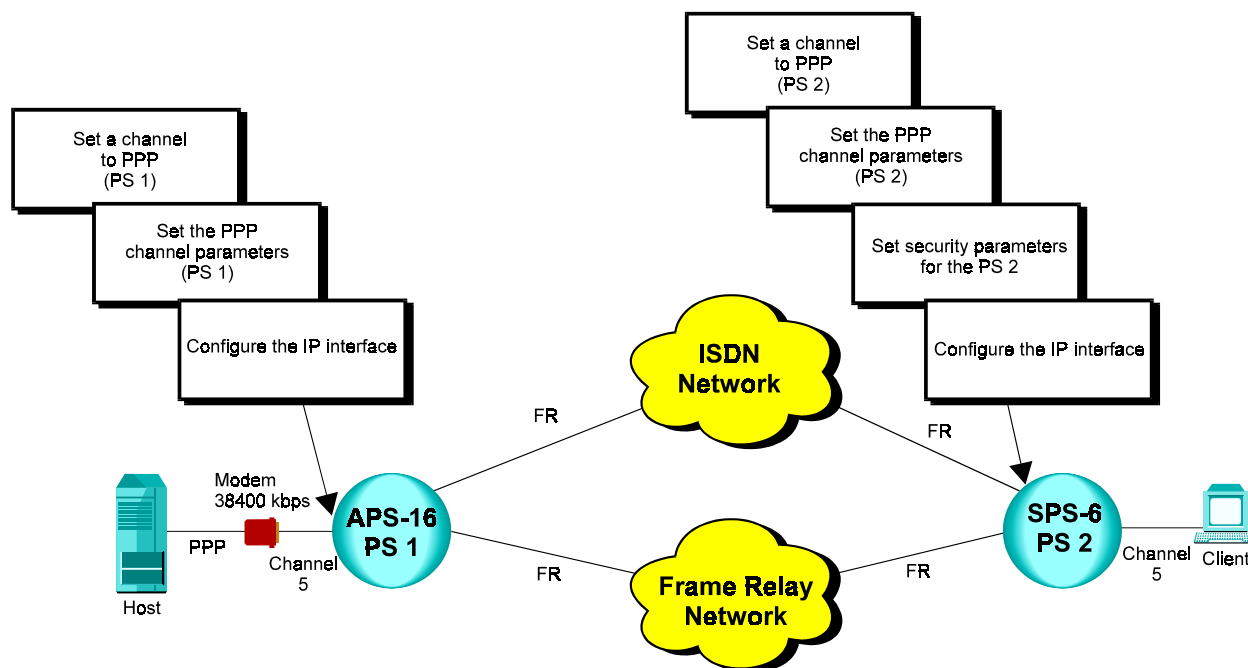 Set a channel
to PPP
(PS 1)
Set the PPP
channel parameters
(PS 1)
Configure the IP interface
Set a channel
to PPP
(PS 2)
Set the PPP
channel parameters
(PS 2)
Set security parameters
for the PS 2
Configure the IP interface
ISDN
Network
FR
FR
Modem
38400 kbps
PPP
Channel
5
Host
APS-16
PS 1
FR
Frame Relay
Network
FR
SPS-6
PS 2
Channel
5
Client